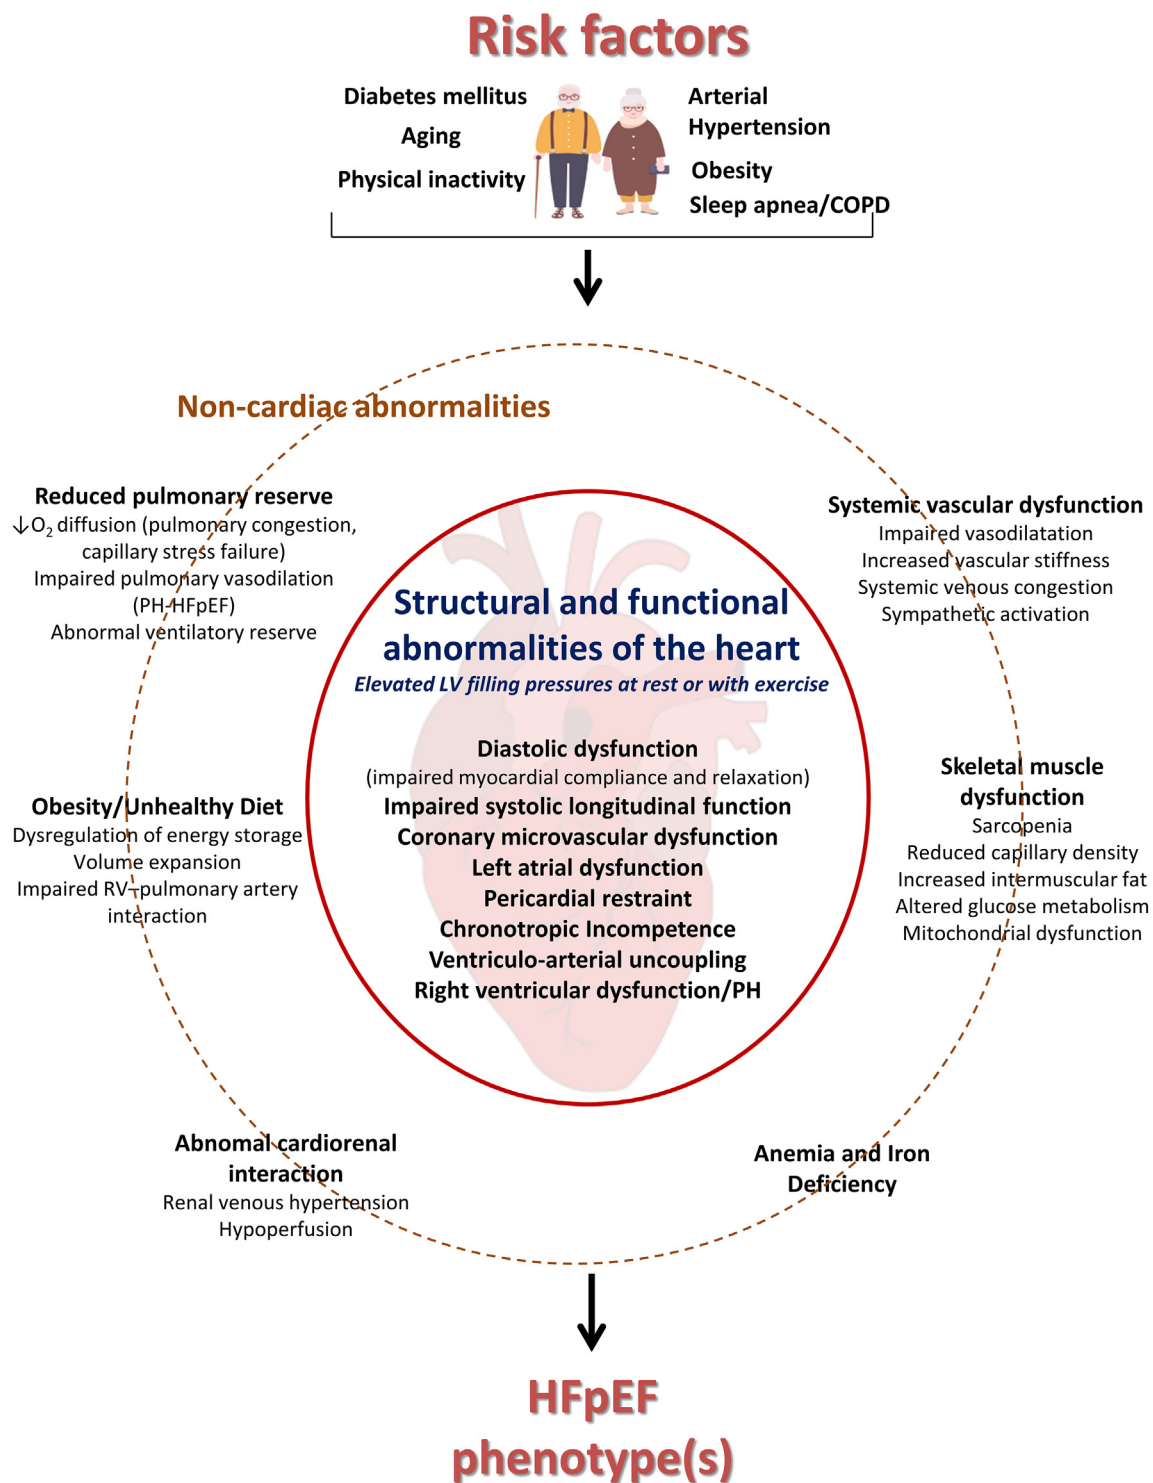 Risk factors
Diabetes mellitus
Aging
Physical inactivity
Arterial
Hypertension
Obesity
Sleep apnea/COPD
Non-cardiac abnormalities
Reduced pulmonary reserve
↓O₂ diffusion (pulmonary congestion,
capillary stress failure)
Impaired pulmonary vasodilation
(PH-HFpEF)
Abnormal ventilatory reserve
Systemic vascular dysfunction
Impaired vasodilatation
Increased vascular stiffness
Systemic venous congestion
Sympathetic activation
Structural and functional
abnormalities of the heart
Elevated LV filling pressures at rest or with exercise
Diastolic dysfunction
(impaired myocardial compliance and relaxation)
Impaired systolic longitudinal function
Coronary microvascular dysfunction
Left atrial dysfunction
Pericardial restraint
Chronotropic Incompetence
Ventriculo-arterial uncoupling
Right ventricular dysfunction/PH
Obesity/Unhealthy Diet
Dysregulation of energy storage
Volume expansion
Impaired RV–pulmonary artery
interaction
Skeletal muscle
dysfunction
Sarcopenia
Reduced capillary density
Increased intermuscular fat
Altered glucose metabolism
Mitochondrial dysfunction
Abnomal cardiorenal
interaction
Renal venous hypertension
Hypoperfusion
Anemia and Iron
Deficiency
HFpEF
phenotype(s)